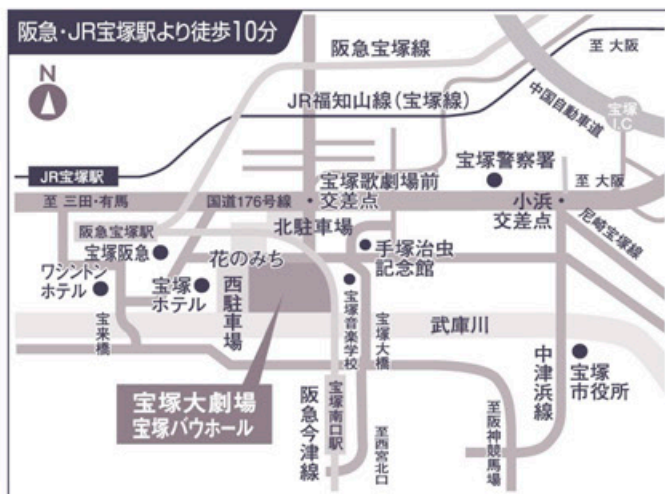 阪急・JR宝塚駅より徒歩10分
N
阪急宝塚線
至 大阪
JR福知山線（宝塚線）
中国自動車道
宝塚
I.C
JR宝塚駅
宝塚警察署
至 三田・有馬
国道176号線
宝塚歌劇場前
交差点
小浜
交差点
至 大阪
尼崎宝塚線
阪急宝塚駅
宝塚阪急
北駐車場
花のみち
手塚治虫
記念館
ワシントン
ホテル
宝塚
ホテル
西駐車場
宝塚音楽学校
宝塚大橋
宝来橋
武庫川
中津浜線
宝塚
市役所
宝塚大劇場
宝塚バウホール
阪急今津線
宝塚南口駅
至西宮北口
至阪神競馬場